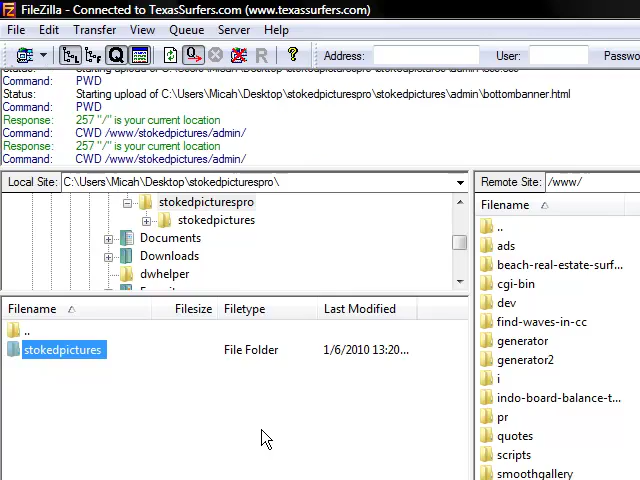 FileZilla - Connected to TexasSurfers.com (www.texassurfers.com)
File Edit Transfer View Queue Server Help
Address: User: Passwo
Command: PWD
Status: Starting upload of C:\Users\Micah\Desktop\stokedpicturespro\stokedpictures\admin\bottombanner.html
Command: PWD
Response: 257 "/" is your current location
Command: CWD /www/stokedpictures/admin/
Response: 257 "/" is your current location
Command: CWD /www/stokedpictures/admin/
Local Site: C:\Users\Micah\Desktop\stokedpicturespro\
Remote Site: /www/
stokedpicturespro
stokedpictures
Documents
Downloads
dwhelper
Filename Filesize Filetype Last Modified
..
stokedpictures File Folder 1/6/2010 13:20...
Filename
..
ads
beach-real-estate-surf...
cgi-bin
dev
find-waves-in-cc
generator
generator2
i
indo-board-balance-t...
pr
quotes
scripts
smoothgallery